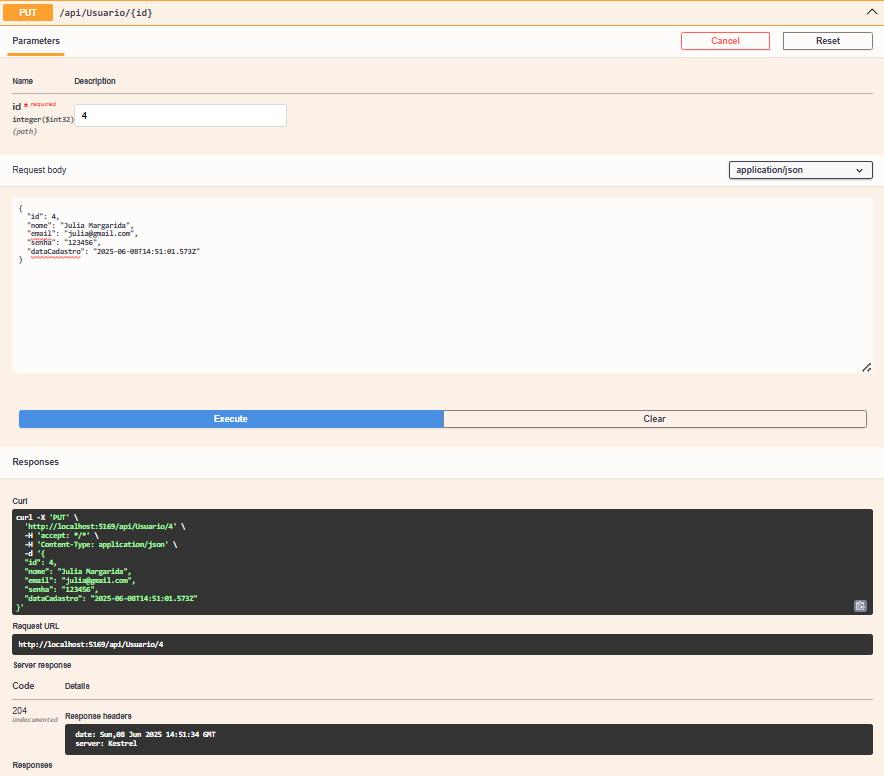 PUT /api/Usuario/{id}
Parameters
Cancel
Reset
Name Description
id * required
integer($int32)
(path)
4
Request body
application/json
{
"id": 4,
"nome": "Julia Margarida",
"email": "julia@gmail.com",
"senha": "123456",
"dataCadastro": "2025-06-08T14:51:01.573Z"
}
Execute
Clear
Responses
Curl
curl -X 'PUT' \
'http://localhost:5169/api/Usuario/4' \
-H 'accept: */*' \
-H 'Content-Type: application/json' \
-d '{
"id": 4,
"nome": "Julia Margarida",
"email": "julia@gmail.com",
"senha": "123456",
"dataCadastro": "2025-06-08T14:51:01.573Z"
}'
Request URL
http://localhost:5169/api/Usuario/4
Server response
Code Details
204
Undocumented
Response headers
date: Sun,08 Jun 2025 14:51:34 GMT
server: Kestrel
Responses